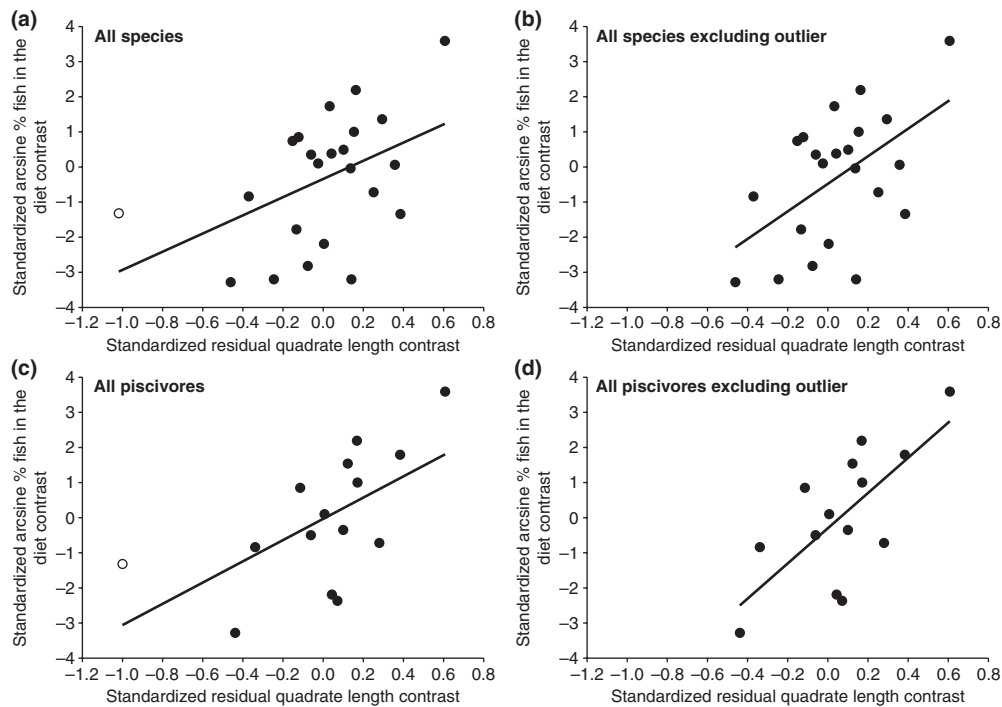 (a)
All species
Standardized arcsine % fish in the
diet contrast
4
3
2
1
0
–1
–2
–3
–4
–1.2 –1.0 –0.8 –0.6 –0.4 –0.2 0.0 0.2 0.4 0.6 0.8
Standardized residual quadrate length contrast
(b)
All species excluding outlier
Standardized arcsine % fish in the
diet contrast
4
3
2
1
0
–1
–2
–3
–4
–1.2 –1.0 –0.8 –0.6 –0.4 –0.2 0.0 0.2 0.4 0.6 0.8
Standardized residual quadrate length contrast
(c)
All piscivores
Standardized arcsine % fish in the
diet contrast
4
3
2
1
0
–1
–2
–3
–4
–1.2 –1.0 –0.8 –0.6 –0.4 –0.2 0.0 0.2 0.4 0.6 0.8
Standardized residual quadrate length contrast
(d)
All piscivores excluding outlier
Standardized arcsine % fish in the
diet contrast
4
3
2
1
0
–1
–2
–3
–4
–1.2 –1.0 –0.8 –0.6 –0.4 –0.2 0.0 0.2 0.4 0.6 0.8
Standardized residual quadrate length contrast